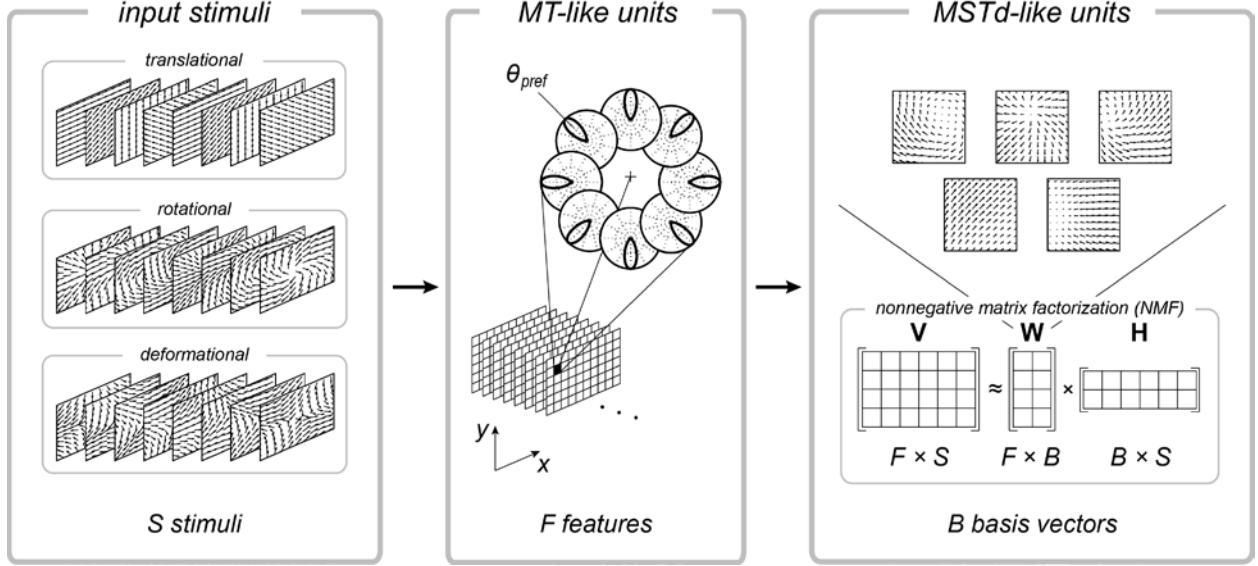 input stimuli
translational
rotational
deformational
S stimuli
MT-like units
θpref
y
x
. . .
F features
MSTd-like units
nonnegative matrix factorization (NMF)
V W H
≈ ×
F × S F × B B × S
B basis vectors